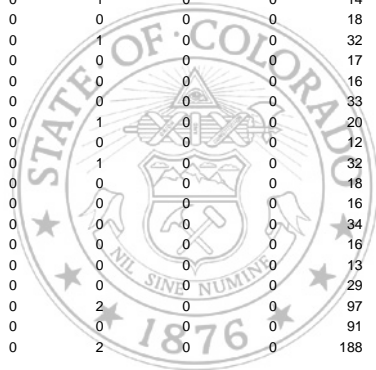 0 1 0 0 14
0 0 0 0 18
0 1 0 0 32
0 0 0 0 17
0 0 0 0 16
0 0 0 0 33
0 1 0 0 20
0 0 0 0 12
0 1 0 0 32
0 0 0 0 18
0 0 0 0 16
0 0 0 0 34
0 0 0 0 16
0 0 0 0 13
0 0 0 0 29
0 2 0 0 97
0 0 0 0 91
0 2 0 0 188
STATE OF · COLORADO
NIL SINE NUMINE
1876